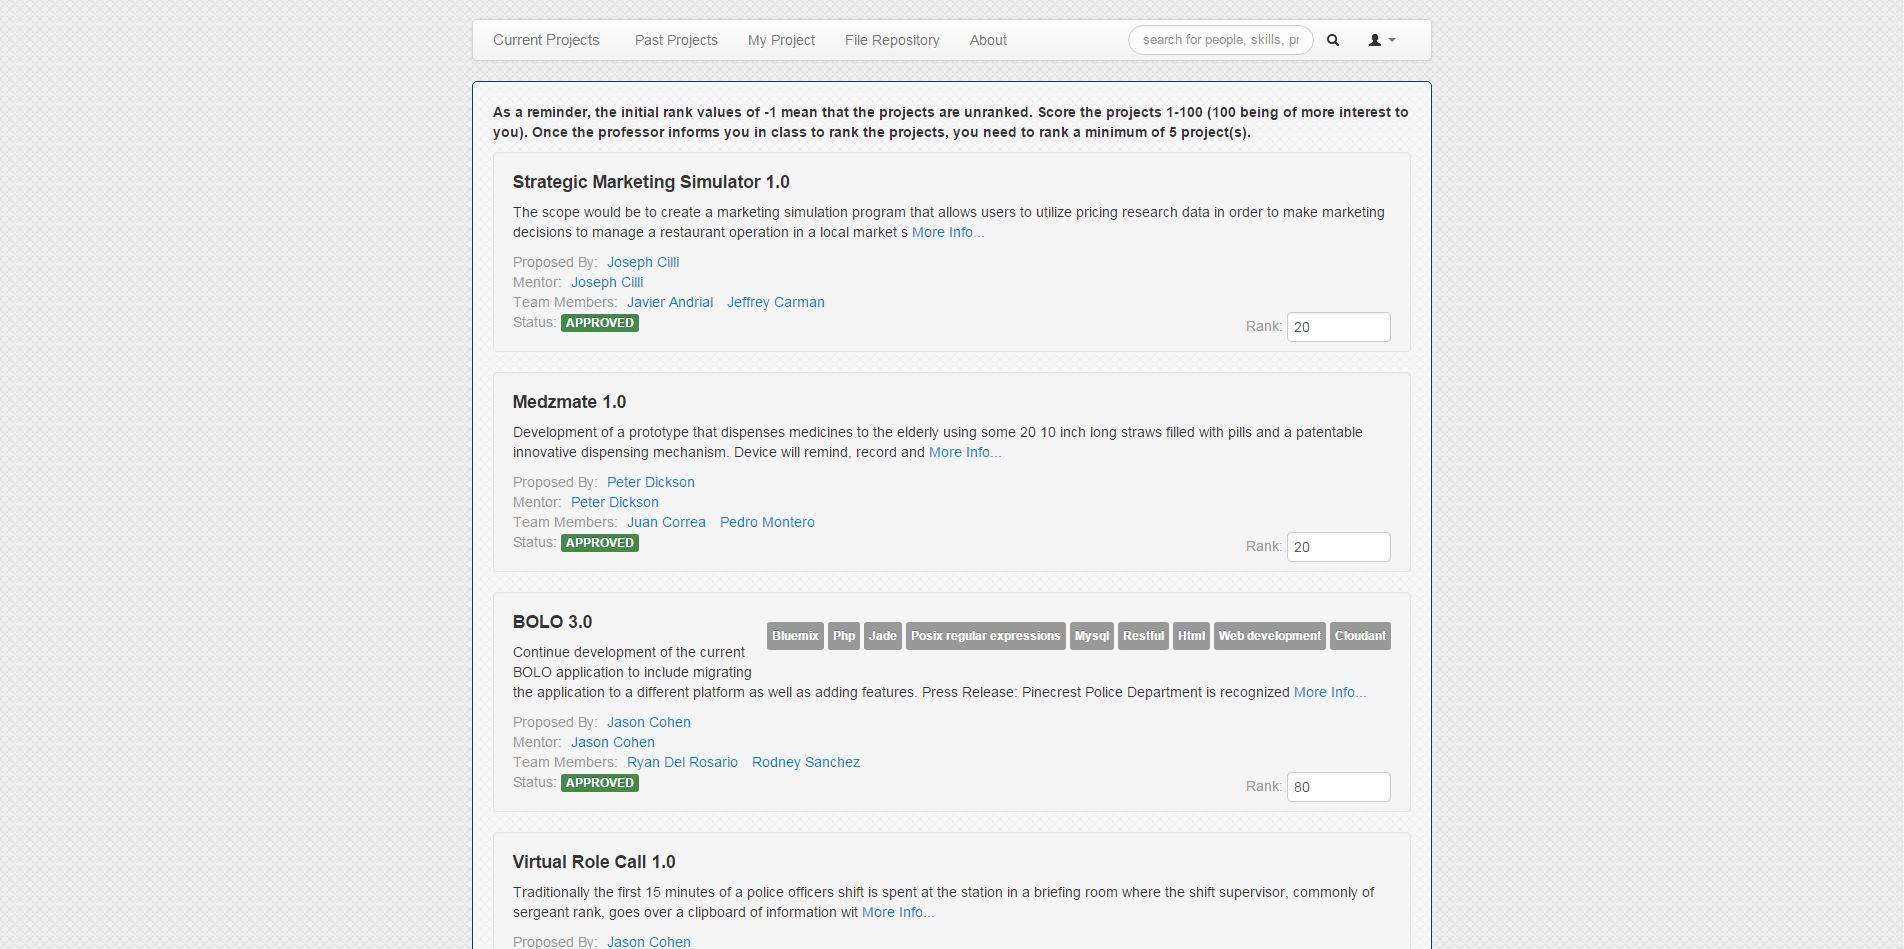 Current Projects Past Projects My Project File Repository About search for people, skills, pr
As a reminder, the initial rank values of -1 mean that the projects are unranked. Score the projects 1-100 (100 being of more interest to
you). Once the professor informs you in class to rank the projects, you need to rank a minimum of 5 project(s).
Strategic Marketing Simulator 1.0
The scope would be to create a marketing simulation program that allows users to utilize pricing research data in order to make marketing
decisions to manage a restaurant operation in a local market s More Info...
Proposed By: Joseph Cilli
Mentor: Joseph Cilli
Team Members: Javier Andrial Jeffrey Carman
Status: APPROVED
Rank: 20
Medzmate 1.0
Development of a prototype that dispenses medicines to the elderly using some 20 10 inch long straws filled with pills and a patentable
innovative dispensing mechanism. Device will remind, record and More Info...
Proposed By: Peter Dickson
Mentor: Peter Dickson
Team Members: Juan Correa Pedro Montero
Status: APPROVED
Rank: 20
BOLO 3.0
Bluemix Php Jade Posix regular expressions Mysql Restful Html Web development Cloudant
Continue development of the current
BOLO application to include migrating
the application to a different platform as well as adding features. Press Release: Pinecrest Police Department is recognized More Info...
Proposed By: Jason Cohen
Mentor: Jason Cohen
Team Members: Ryan Del Rosario Rodney Sanchez
Status: APPROVED
Rank: 80
Virtual Role Call 1.0
Traditionally the first 15 minutes of a police officers shift is spent at the station in a briefing room where the shift supervisor, commonly of
sergeant rank, goes over a clipboard of information wit More Info...
Proposed By: Jason Cohen